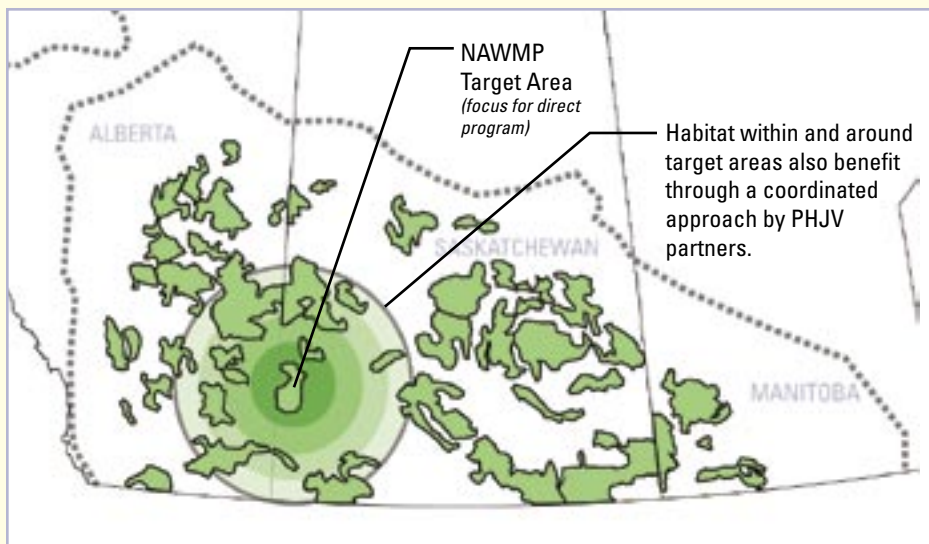 NAWMP
Target Area
(focus for direct
program)
ALBERTA
Habitat within and around
target areas also benefit
through a coordinated
approach by PHJV
partners.
SASKATCHEWAN
MANITOBA